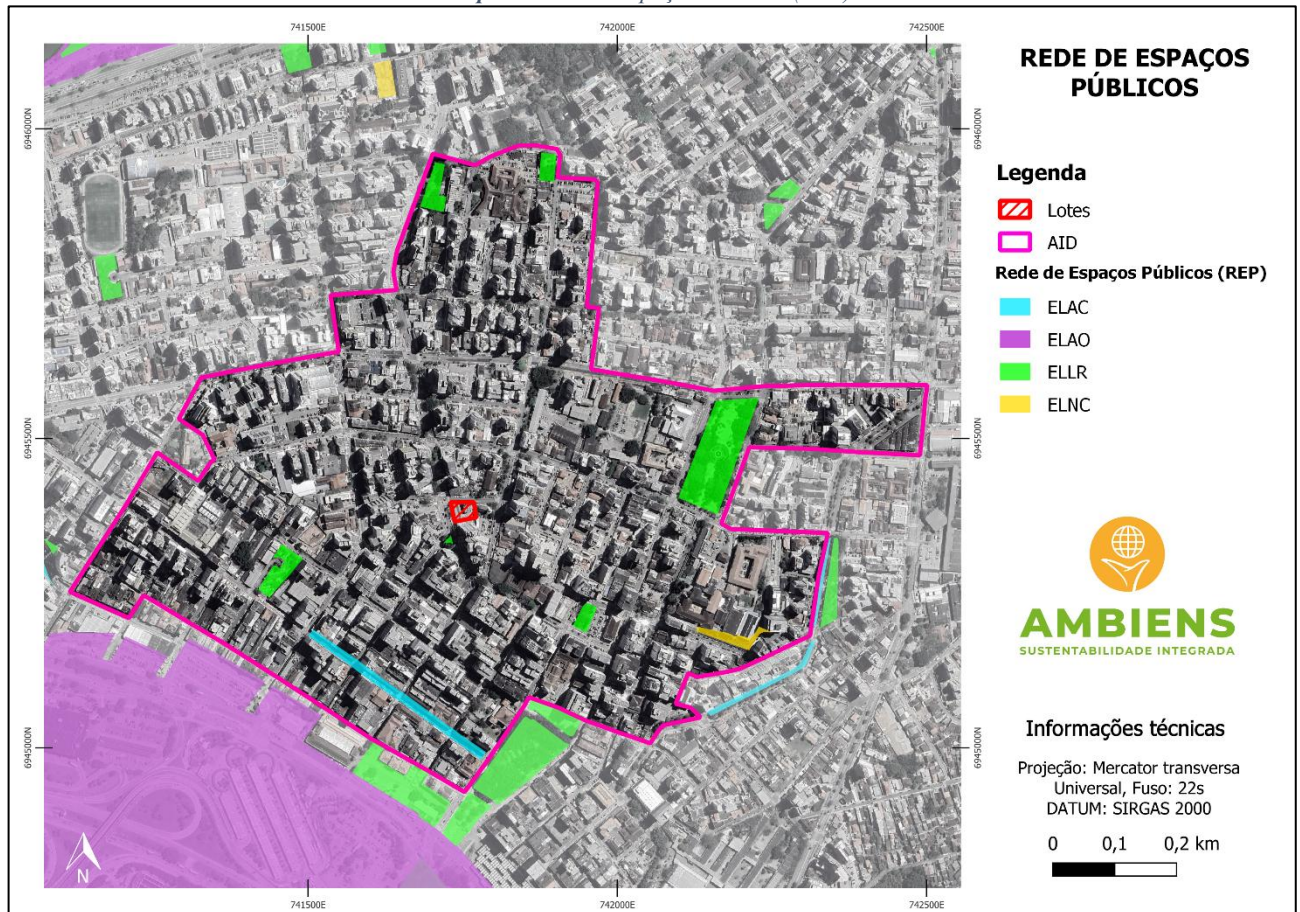 741500E
742000E
742500E
REDE DE ESPAÇOS
PÚBLICOS
6946000N
6946000N
Legenda
Lotes
AID
Rede de Espaços Públicos (REP)
ELAC
ELAO
ELLR
ELNC
6945500N
6945500N
AMBIENS
SUSTENTABILIDADE INTEGRADA
6945000N
6945000N
Informações técnicas
Projeção: Mercator transversa
Universal, Fuso: 22s
DATUM: SIRGAS 2000
0 0,1 0,2 km
N
741500E
742000E
742500E